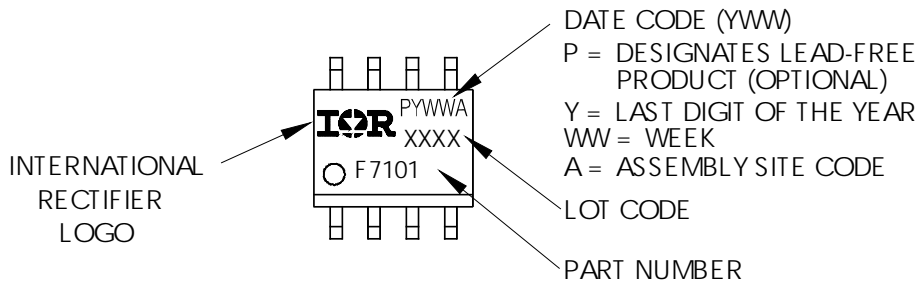 DATE CODE (YWW)
P = DESIGNATES LEAD-FREE
PRODUCT (OPTIONAL)
Y = LAST DIGIT OF THE YEAR
WW = WEEK
A = ASSEMBLY SITE CODE
LOT CODE
PART NUMBER
INTERNATIONAL
RECTIFIER
LOGO
IOR
PYWWA
XXXX
F7101